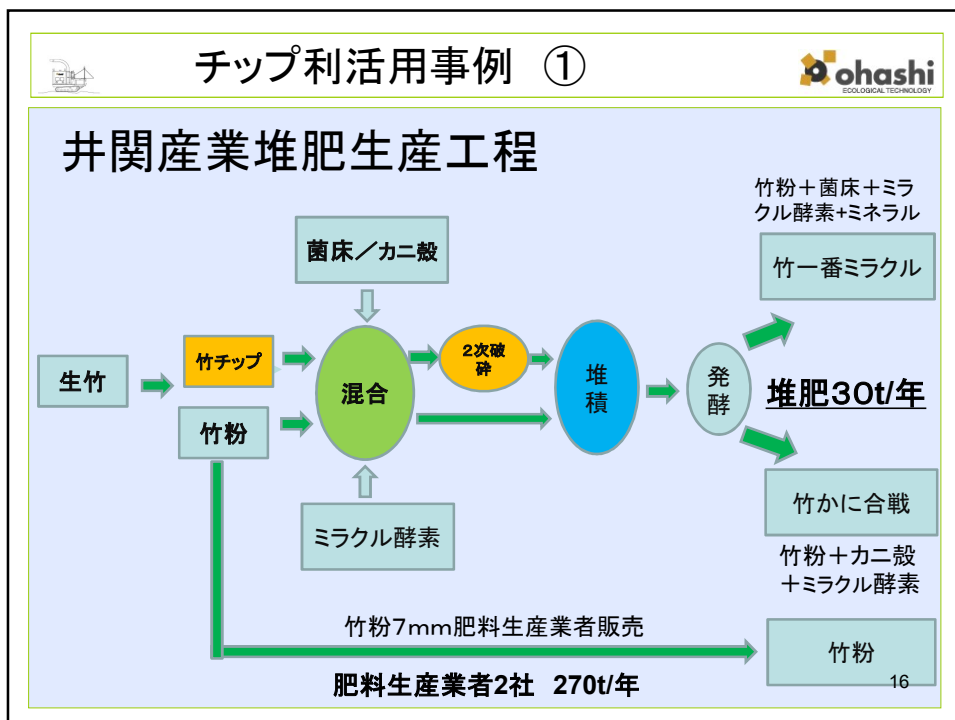 チップ利活用事例　①
ohashi
ECOLOGICAL TECHNOLOGY
井関産業堆肥生産工程
竹粉＋菌床＋ミラ
クル酵素+ミネラル
菌床／カニ殻
竹一番ミラクル
生竹
竹チップ
竹粉
混合
2次破
砕
堆
積
発
酵
堆肥30t/年
ミラクル酵素
竹かに合戦
竹粉＋カニ殻
＋ミラクル酵素
竹粉7mm肥料生産業者販売
竹粉
肥料生産業者2社　270t/年
16